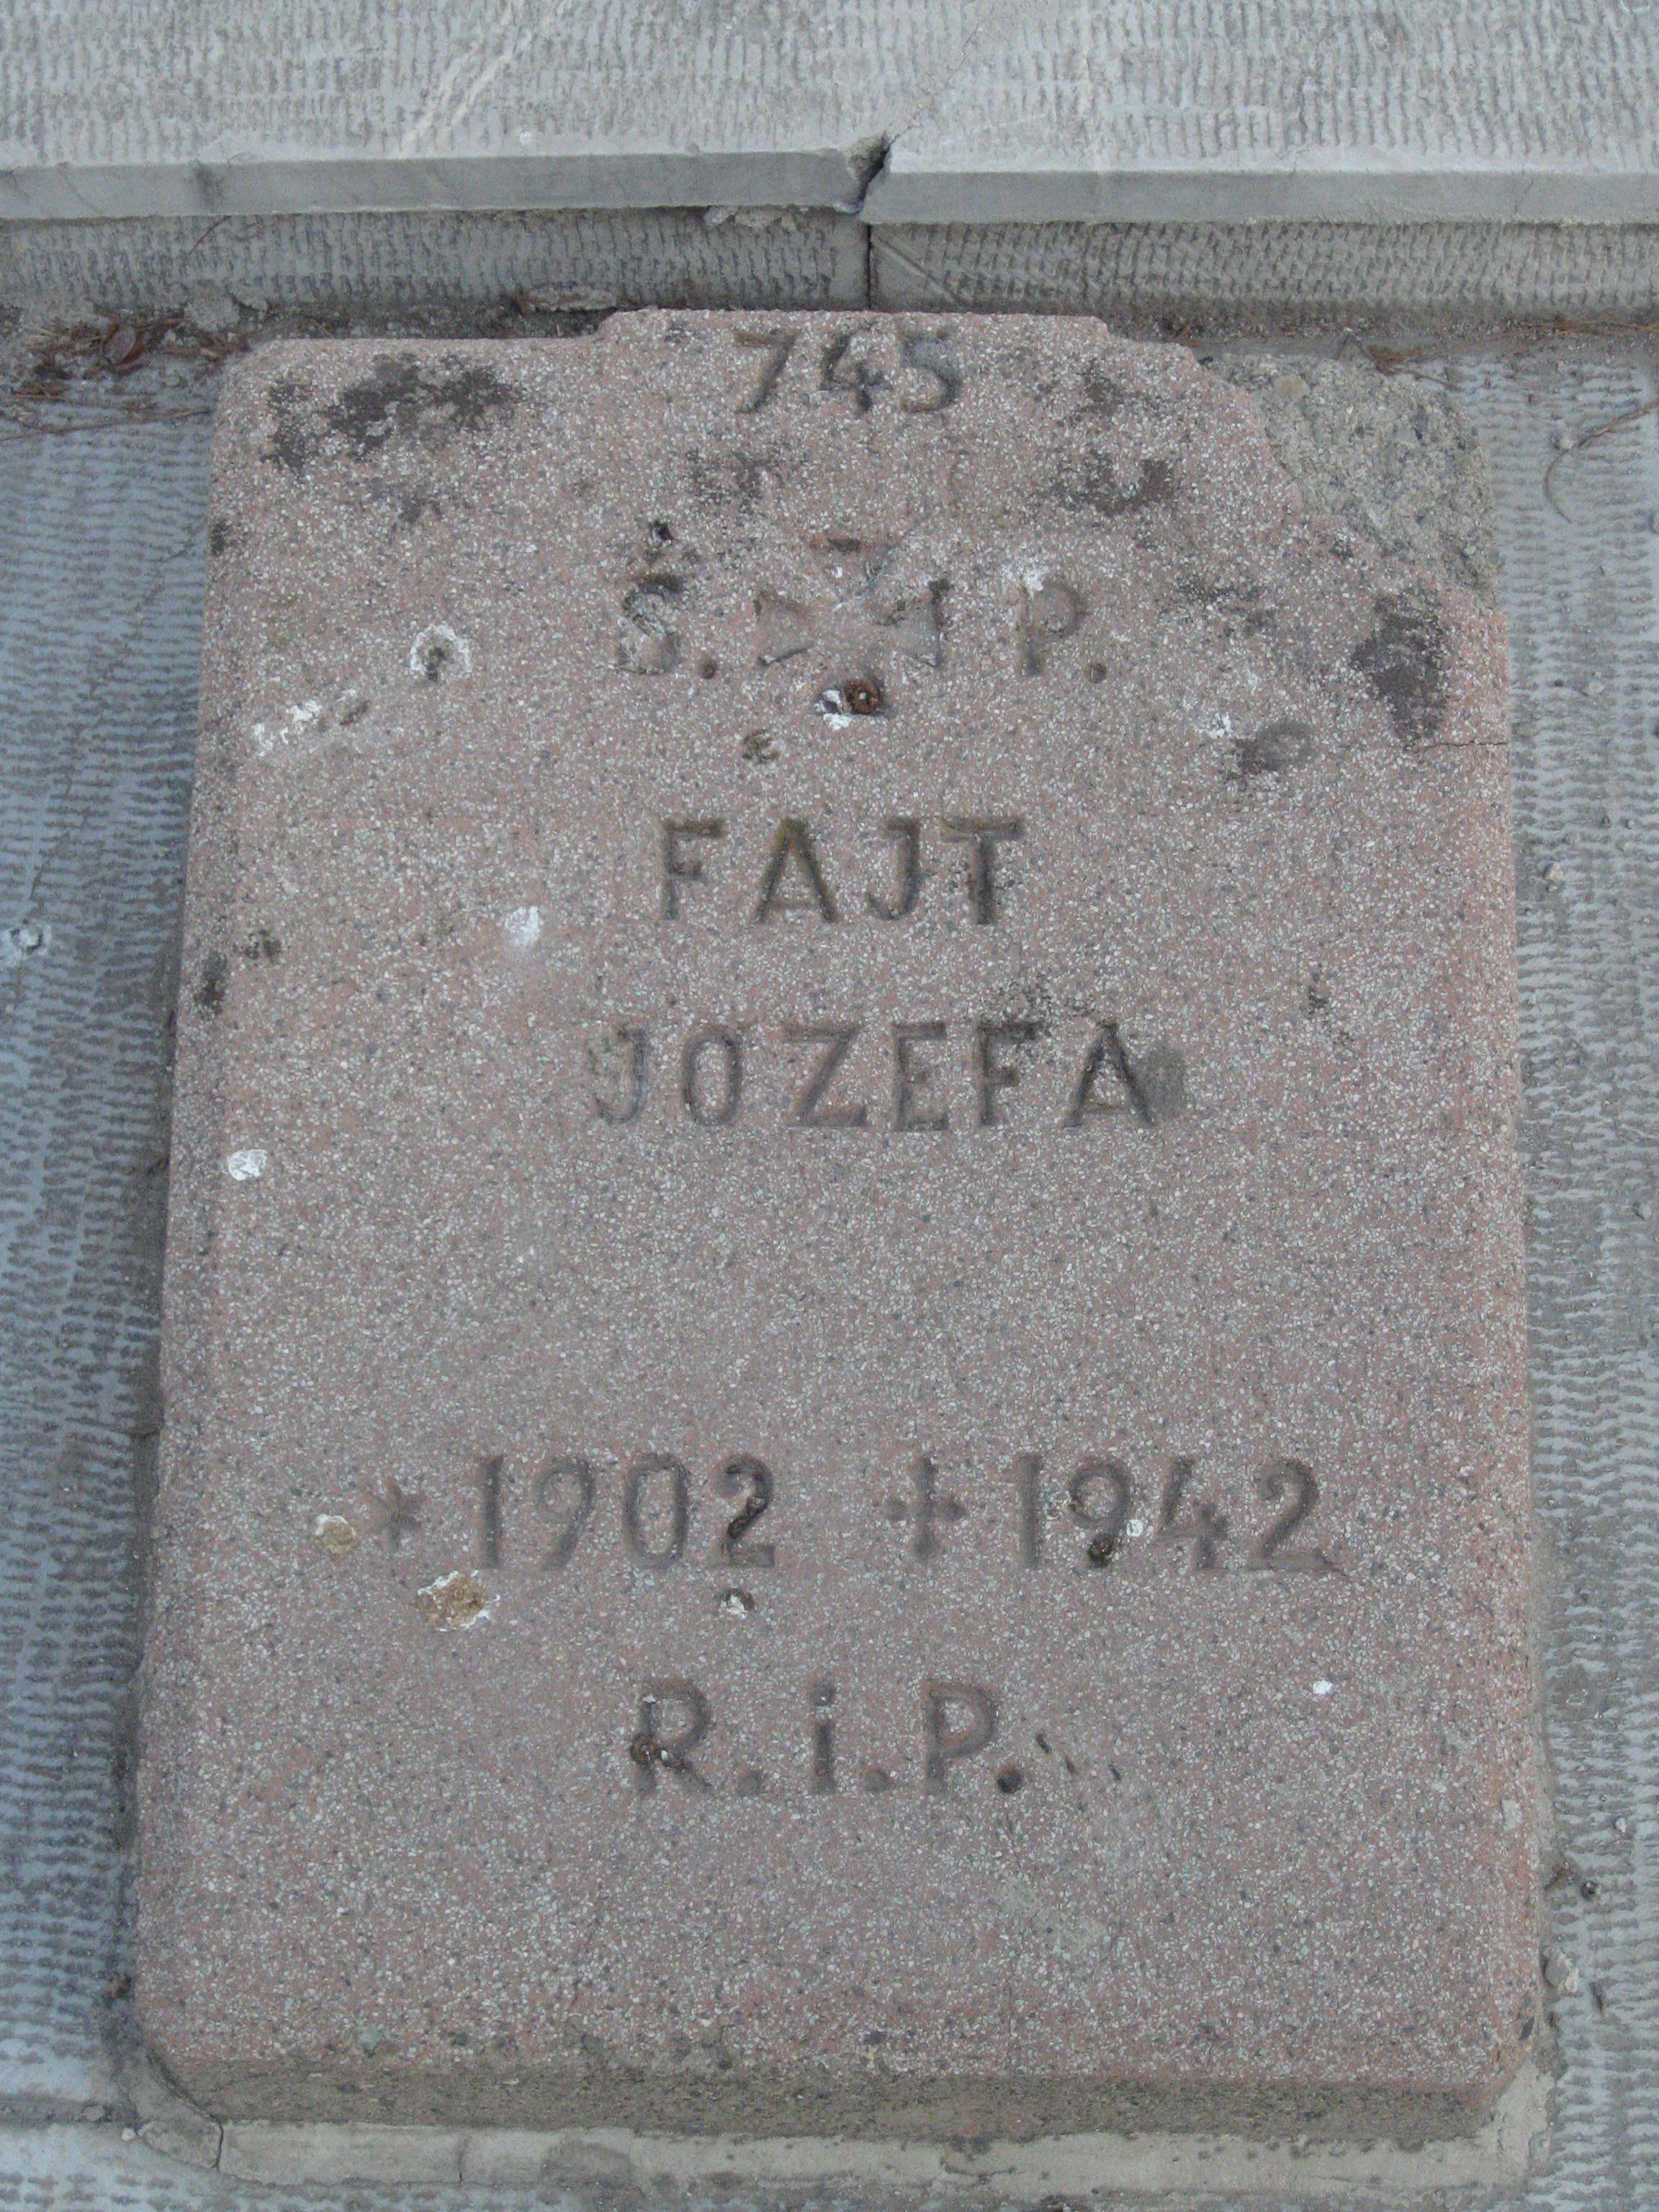 745
Ś. P.
FAJT
JOZEFA
* 1902 + 1942
R.i.P.